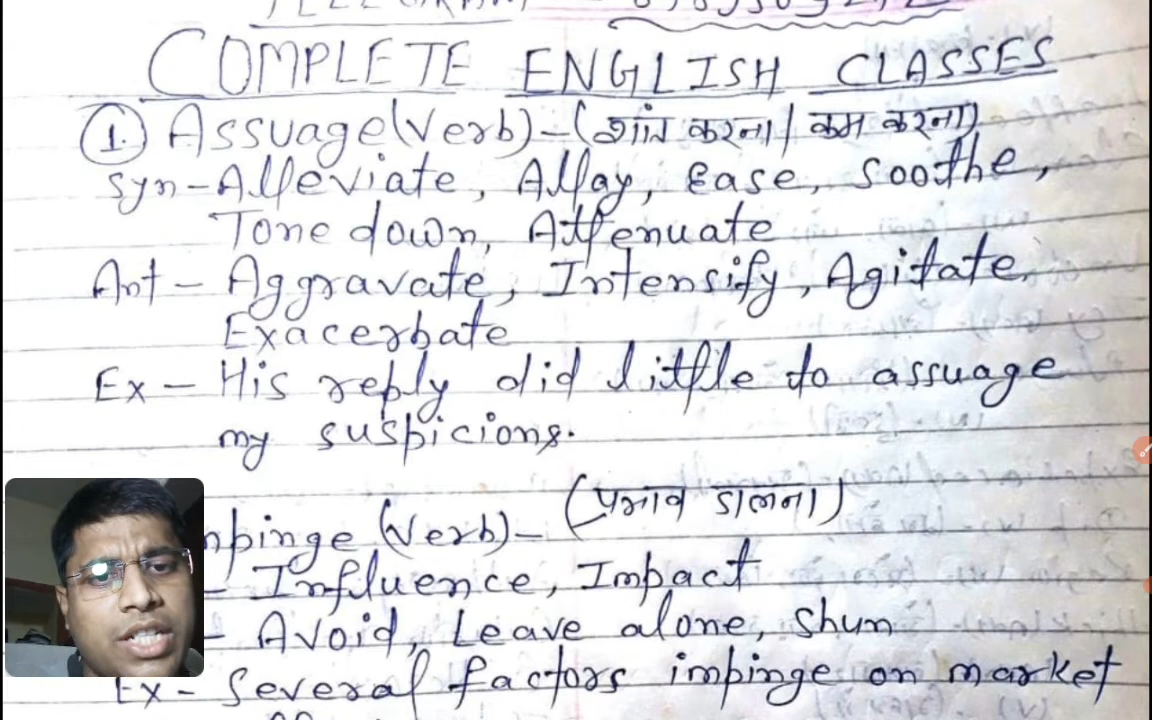 COMPLETE ENGLISH CLASSES
1. Assuage (Verb) - (शांत करना / कम करना)
Syn - Alleviate, Allay, Ease, Soothe,
Tone down, Attenuate
Ant - Aggravate, Intensify, Agitate,
Exacerbate
Ex - His reply did little to assuage
my suspicions.
(प्रभाव डालना)
mpinge (Verb) -
- Influence, Impact
- Avoid, Leave alone, Shun
Ex - Several factors impinge on market